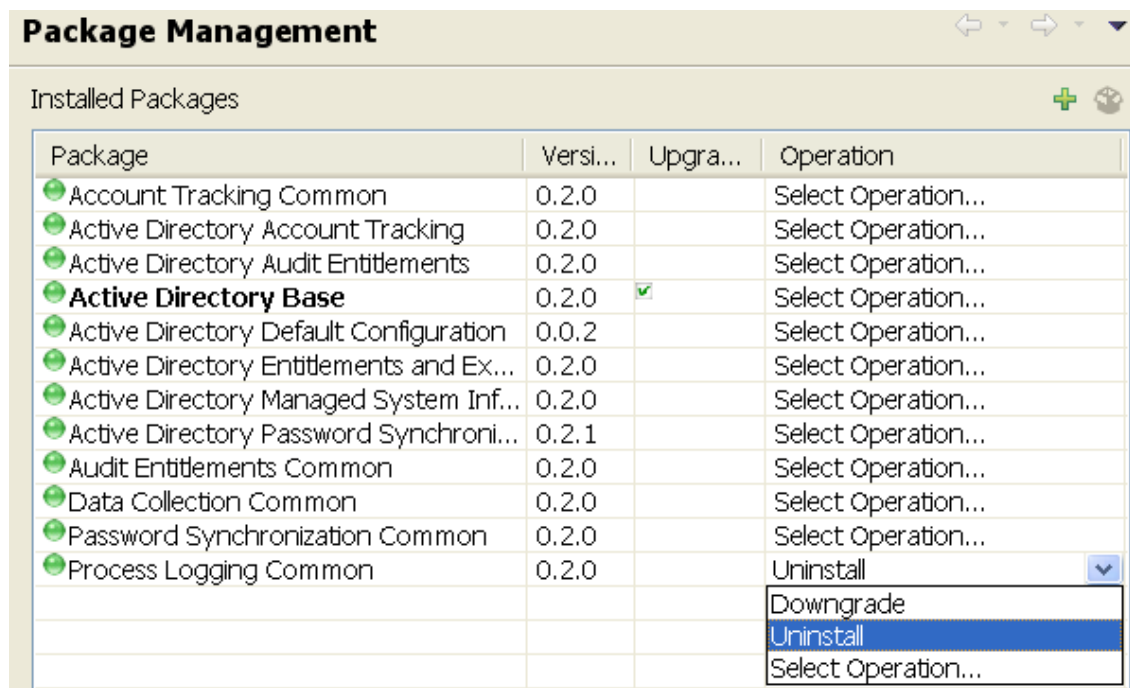 Package Management
Installed Packages
Package Versi... Upgra... Operation
Account Tracking Common 0.2.0 Select Operation...
Active Directory Account Tracking 0.2.0 Select Operation...
Active Directory Audit Entitlements 0.2.0 Select Operation...
Active Directory Base 0.2.0 Select Operation...
Active Directory Default Configuration 0.0.2 Select Operation...
Active Directory Entitlements and Ex... 0.2.0 Select Operation...
Active Directory Managed System Inf... 0.2.0 Select Operation...
Active Directory Password Synchroni... 0.2.1 Select Operation...
Audit Entitlements Common 0.2.0 Select Operation...
Data Collection Common 0.2.0 Select Operation...
Password Synchronization Common 0.2.0 Select Operation...
Process Logging Common 0.2.0 Uninstall
Downgrade
Uninstall
Select Operation...